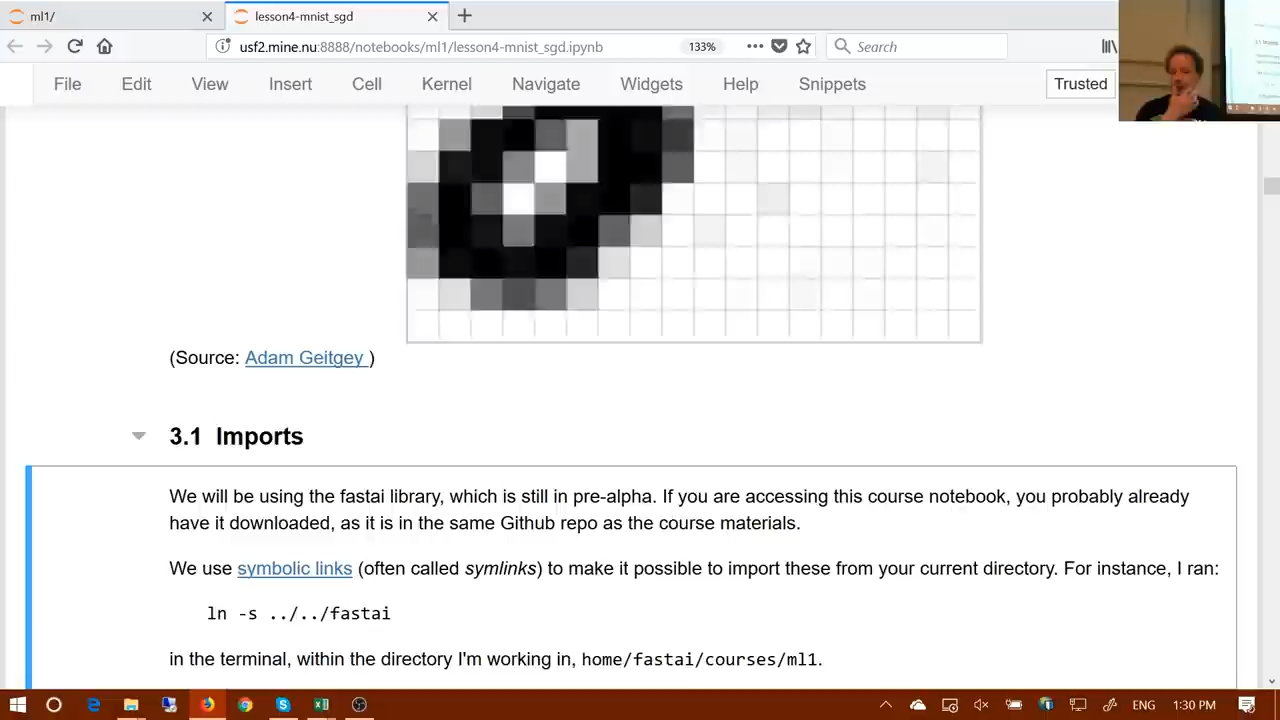 ml1/
lesson4-mnist_sgd
usf2.mine.nu:8888/notebooks/ml1/lesson4-mnist_sgd.ipynb
133%
Search
File Edit View Insert Cell Kernel Navigate Widgets Help Snippets
Trusted
(Source: Adam Geitgey )
3.1 Imports
We will be using the fastai library, which is still in pre-alpha. If you are accessing this course notebook, you probably already
have it downloaded, as it is in the same Github repo as the course materials.
We use symbolic links (often called symlinks) to make it possible to import these from your current directory. For instance, I ran:
ln -s ../../fastai
in the terminal, within the directory I'm working in, home/fastai/courses/ml1.
ENG
1:30 PM